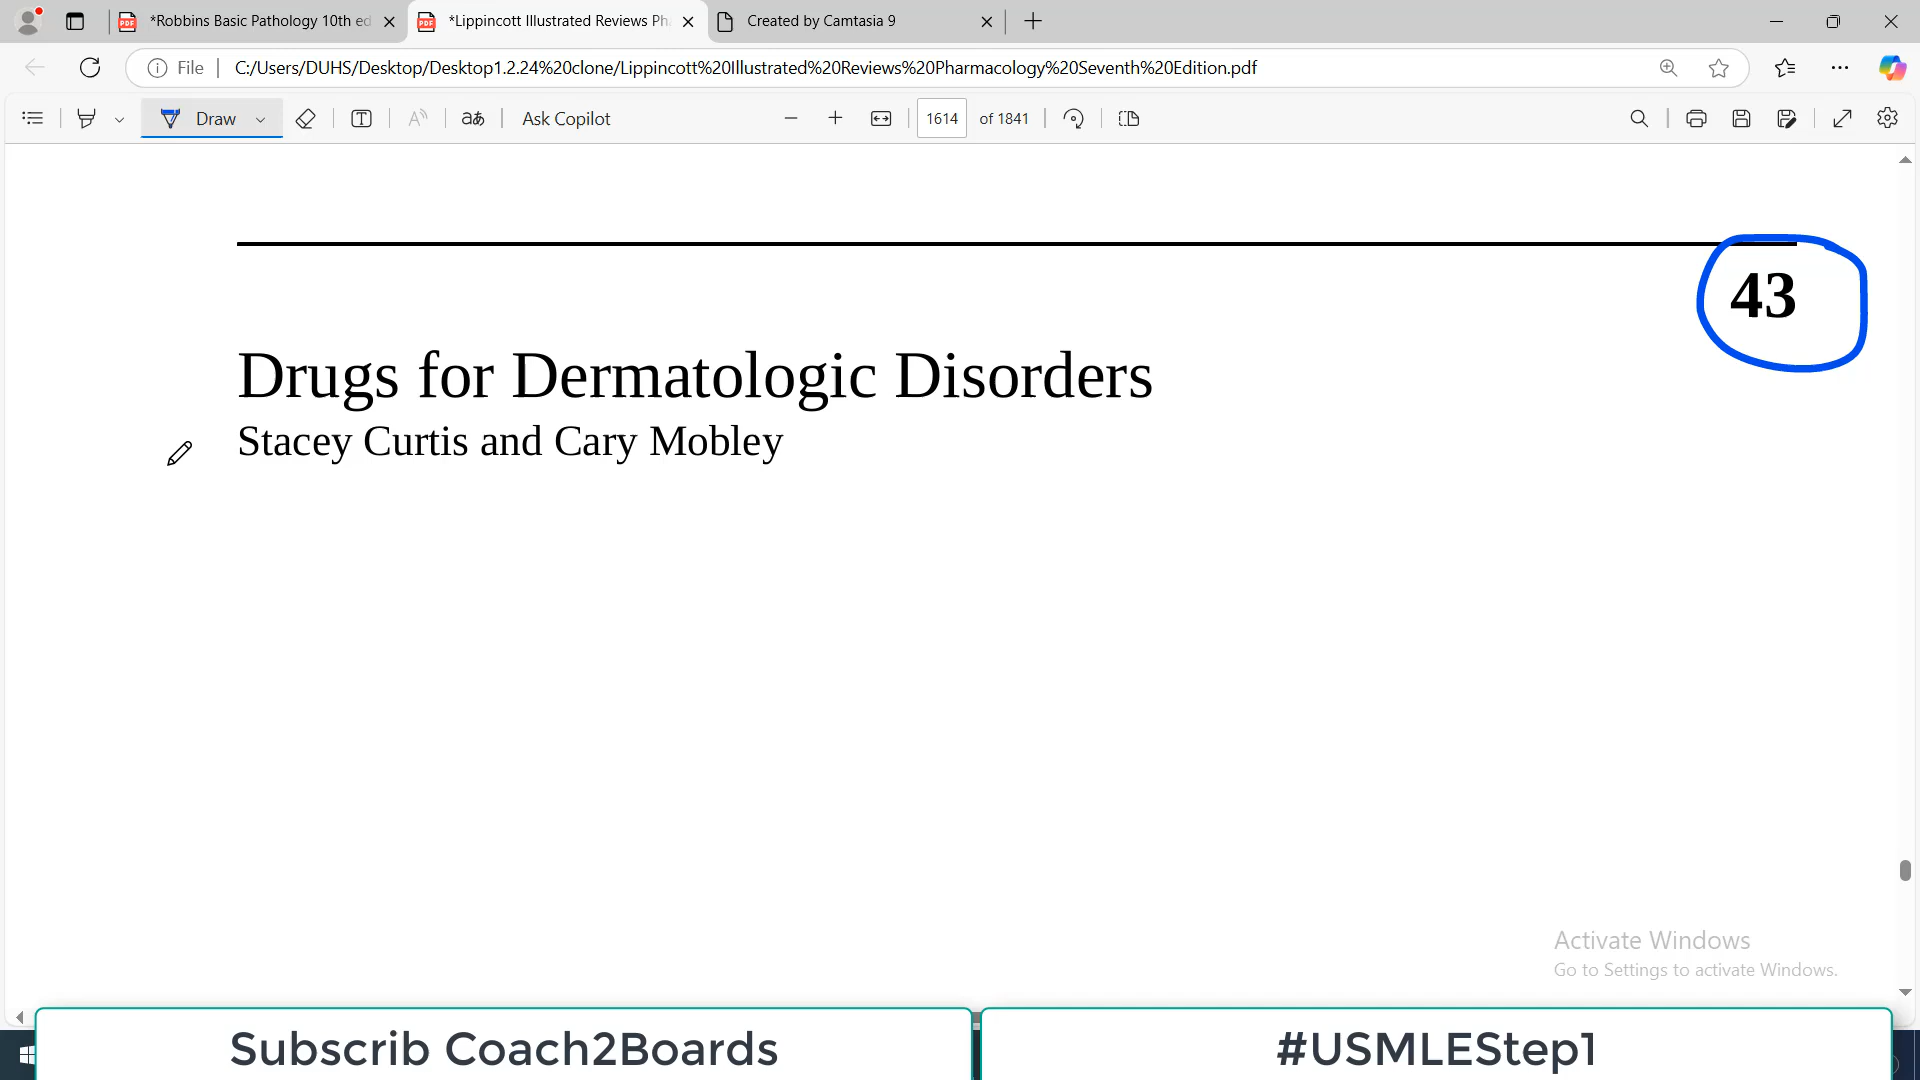 *Robbins Basic Pathology 10th ed
*Lippincott Illustrated Reviews Ph
Created by Camtasia 9
File
C:/Users/DUHS/Desktop/Desktop1.2.24%20clone/Lippincott%20Illustrated%20Reviews%20Pharmacology%20Seventh%20Edition.pdf
Draw
aあ
Ask Copilot
1614 of 1841
43
Drugs for Dermatologic Disorders
Stacey Curtis and Cary Mobley
Activate Windows
Go to Settings to activate Windows.
Subscrib Coach2Boards
#USMLEStep1